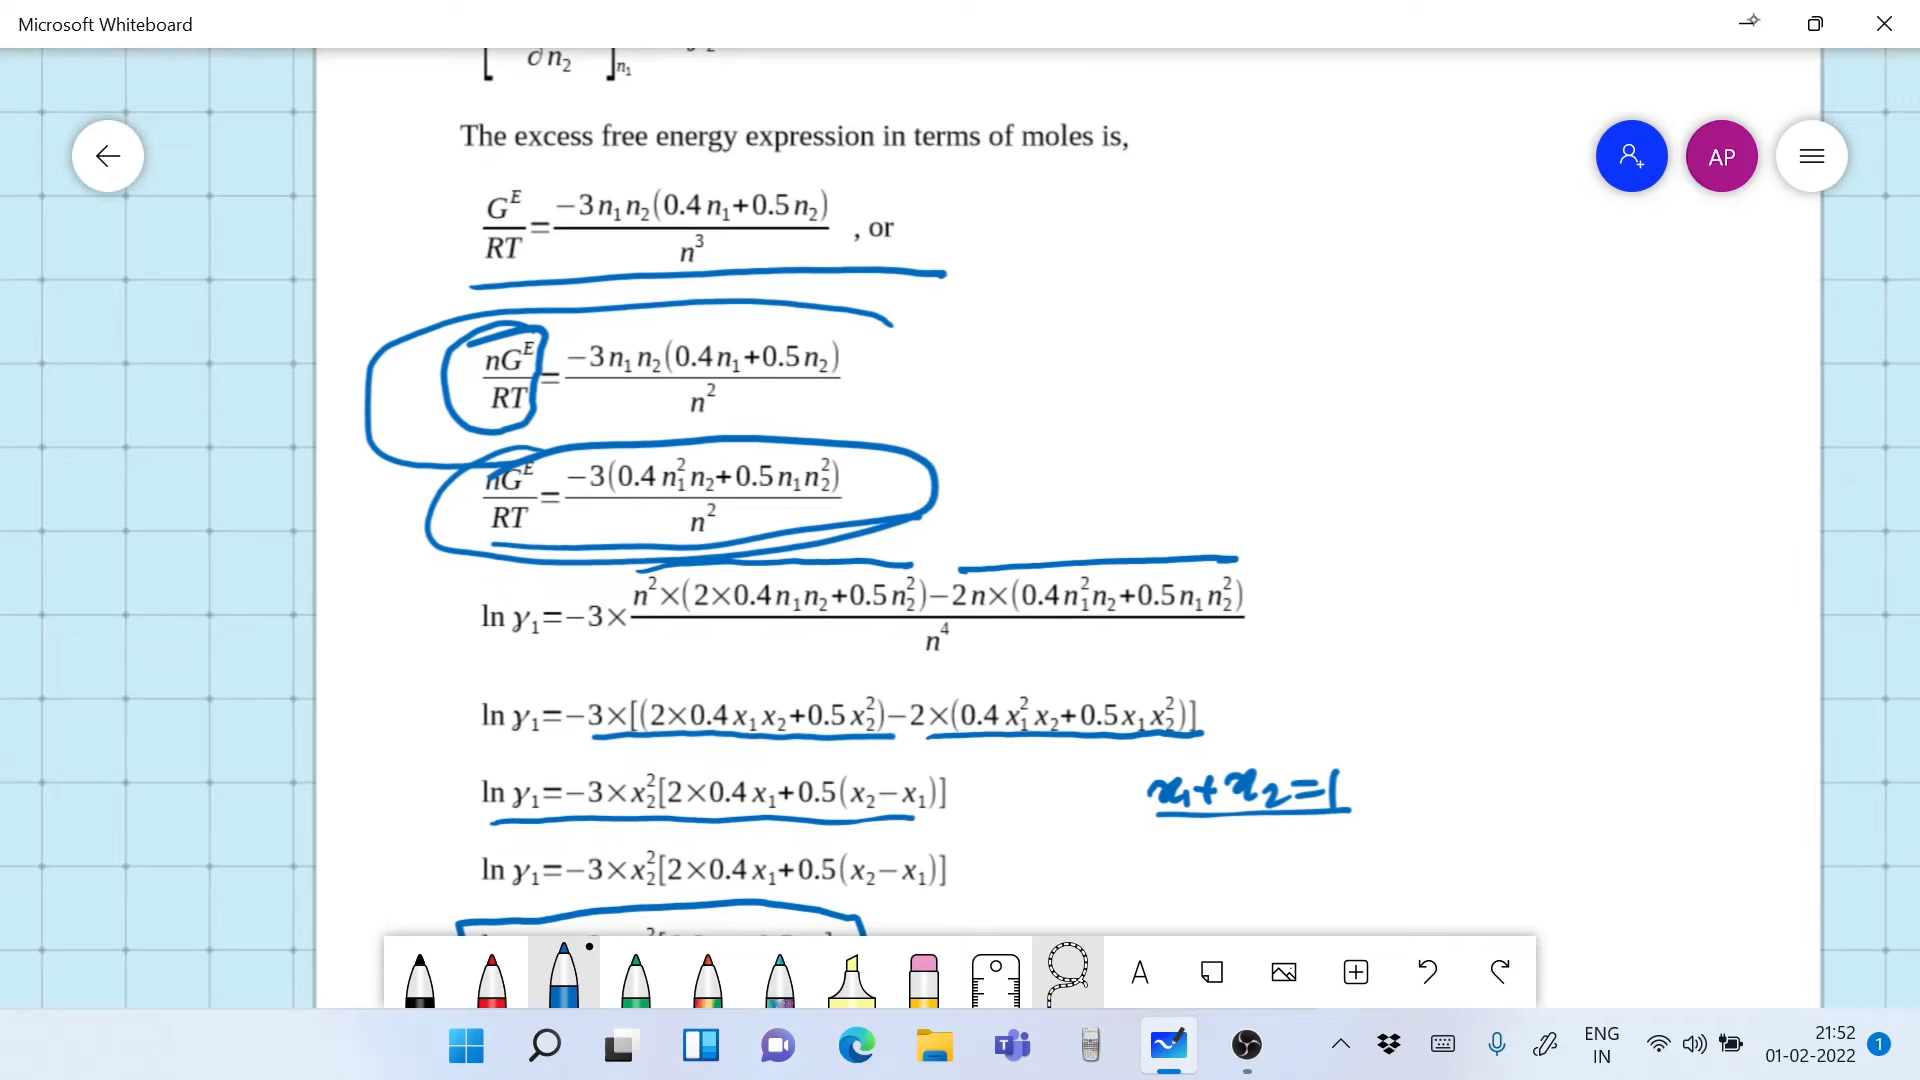 Microsoft Whiteboard
[∂n₂]n₁
The excess free energy expression in terms of moles is,
AP
G^E/RT = −3n₁n₂(0.4n₁+0.5n₂)/n³ , or
nG^E/RT = −3n₁n₂(0.4n₁+0.5n₂)/n²
nG^E/RT = −3(0.4n₁²n₂+0.5n₁n₂²)/n²
ln γ₁=−3×(n²×(2×0.4n₁n₂+0.5n₂²)−2n×(0.4n₁²n₂+0.5n₁n₂²))/n⁴
ln γ₁=−3×[(2×0.4x₁x₂+0.5x₂²)−2×(0.4x₁²x₂+0.5x₁x₂²)]
ln γ₁=−3×x₂²[2×0.4x₁+0.5(x₂−x₁)]
x₁+x₂=1
ln γ₁=−3×x₂²[2×0.4x₁+0.5(x₂−x₁)]
A
ENG
IN
21:52
01-02-2022
1